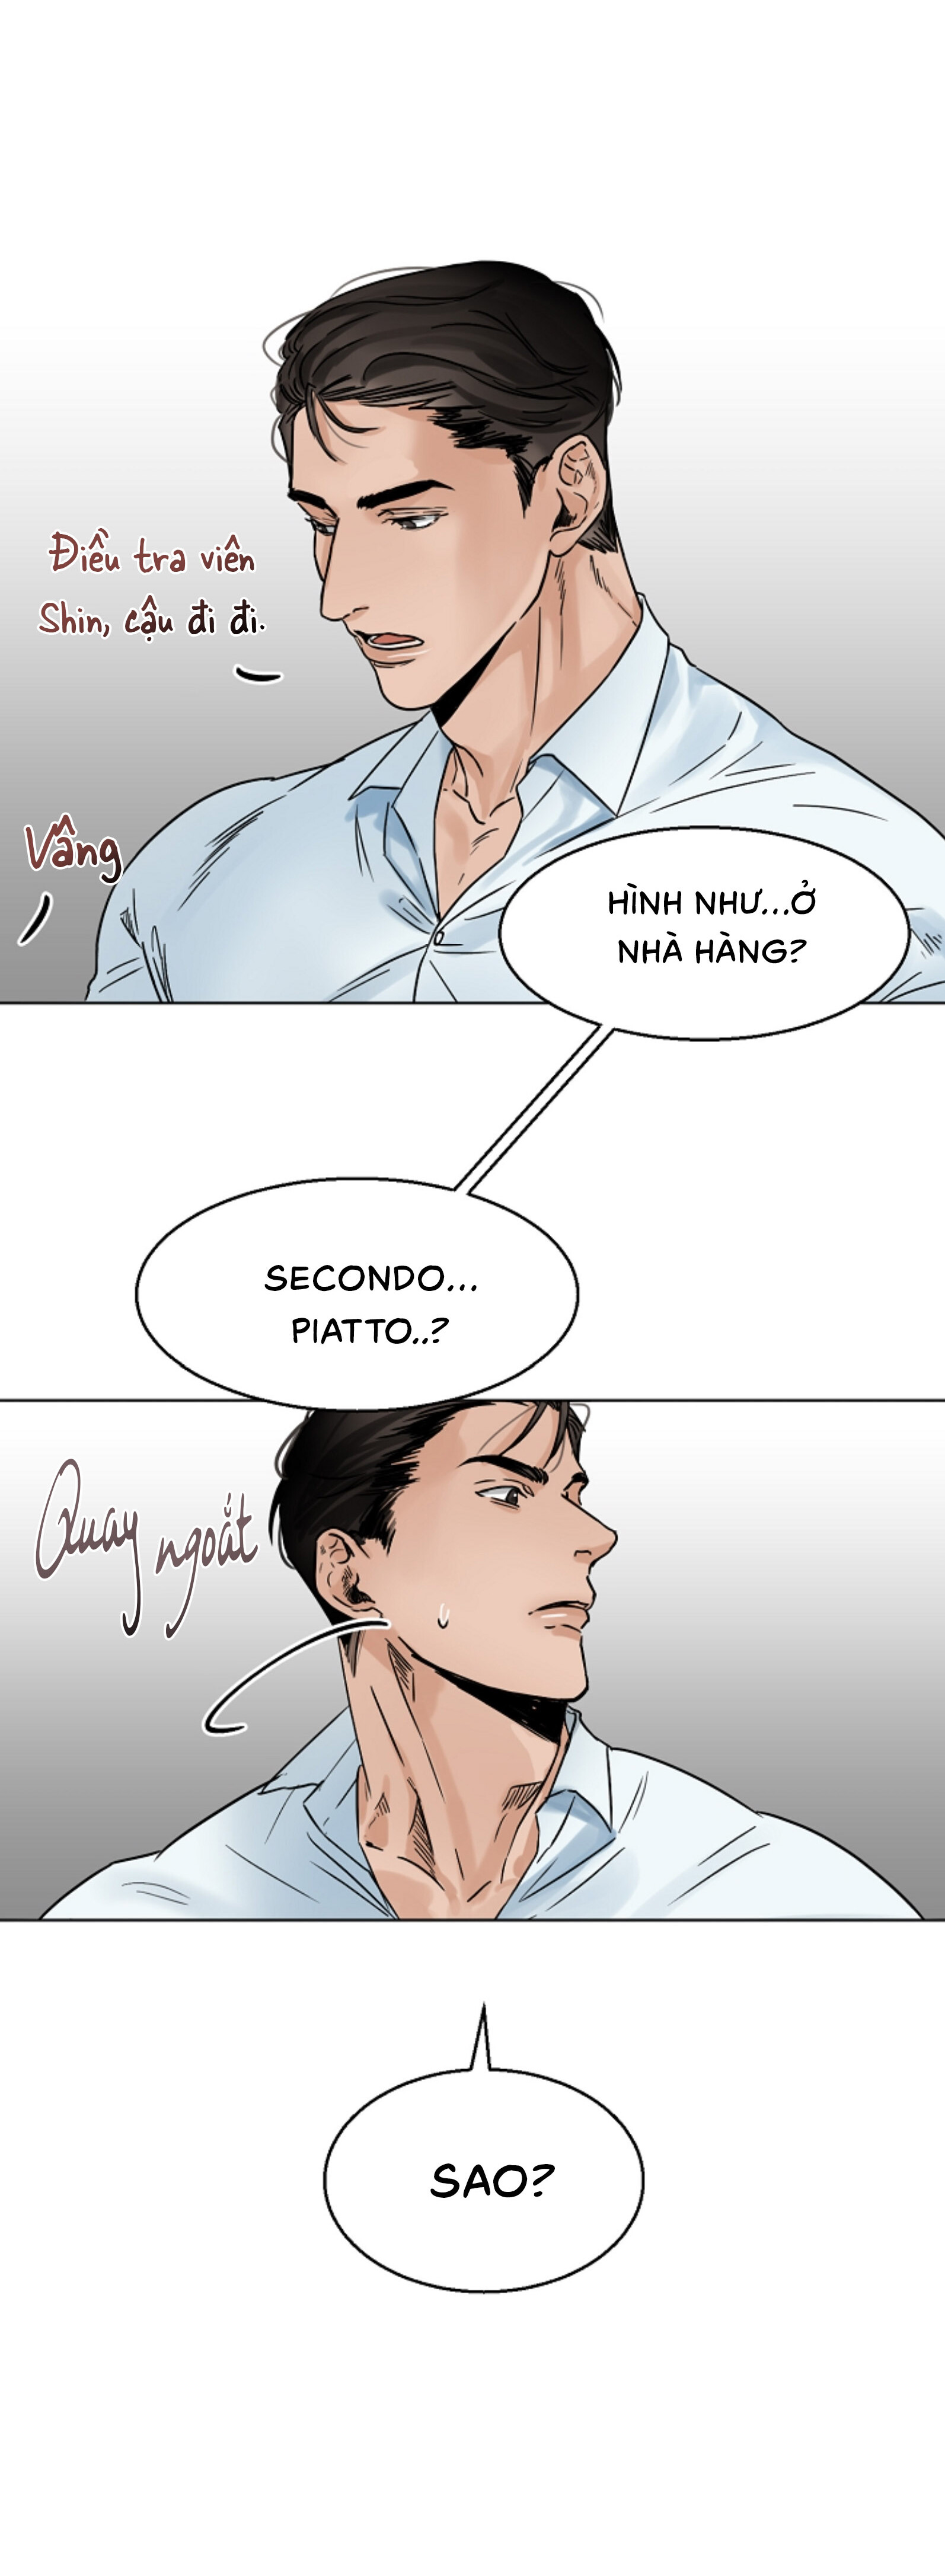 Điều tra viên
Shin, cậu đi đi.
Vâng
HÌNH NHƯ...Ở
NHÀ HÀNG?
SECONDO...
PIATTO..?
Quay ngoắt
SAO?